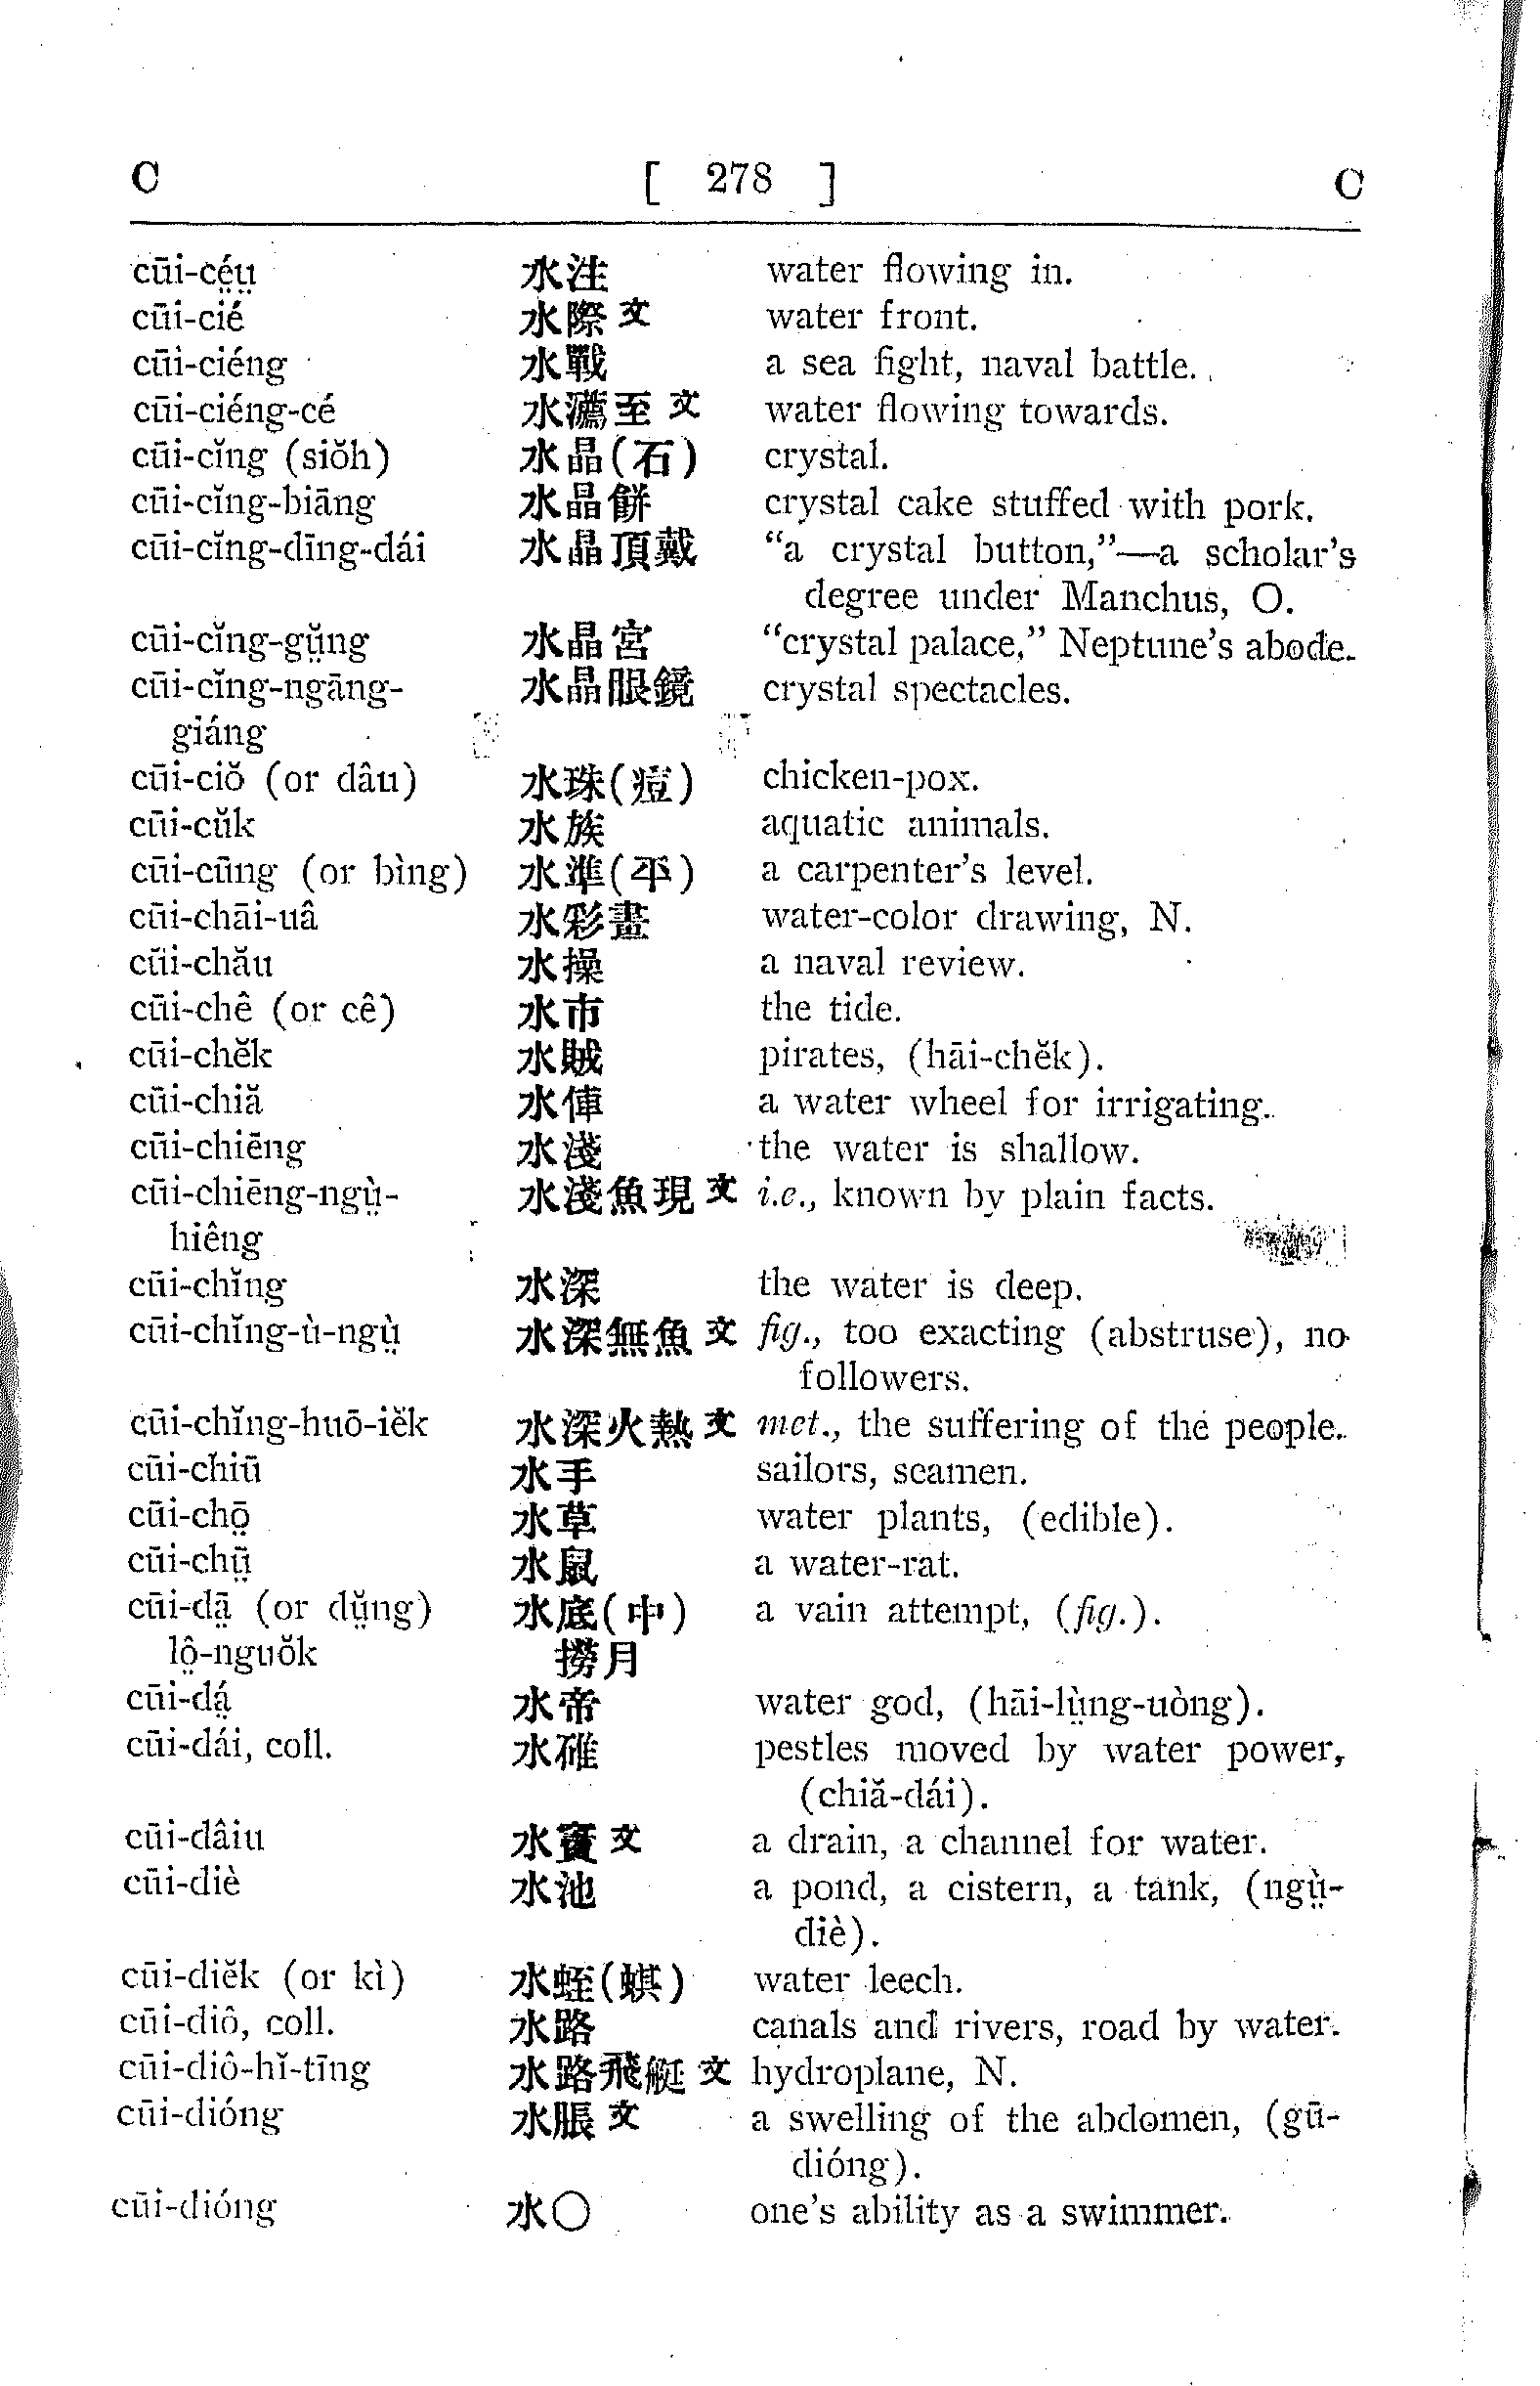 C [ 278 ] C
cūi-cé̤ṳ 水注 water flowing in.
cūi-cié 水際文 water front.
cūi-ciéng 水戰 a sea fight, naval battle.
cūi-ciéng-cé 水瀳至文 water flowing towards.
cūi-cĭng (siŏh) 水晶(石) crystal.
cūi-cĭng-biāng 水晶餅 crystal cake stuffed with pork.
cūi-cĭng-dīng-dái 水晶頂戴 “a crystal button,”—a scholar’s
degree under Manchus, O.
cūi-cĭng-gṳ̆ng 水晶宮 “crystal palace,” Neptune’s abode.
cūi-cĭng-ngāng- 水晶眼鏡 crystal spectacles.
giáng
cūi-ciŏ (or dâu) 水珠(痘) chicken-pox.
cūi-cŭk 水族 aquatic animals.
cūi-cūng (or bìng) 水準(平) a carpenter’s level.
cūi-chāi-uâ 水彩畫 water-color drawing, N.
cūi-chău 水操 a naval review.
cūi-chê (or cê) 水市 the tide.
cūi-chĕk 水賊 pirates, (hāi-chĕk).
cūi-chiă 水俥 a water wheel for irrigating.
cūi-chiēng 水淺 the water is shallow.
cūi-chiēng-ngṳ̀- 水淺魚現文 i.e., known by plain facts.
hiêng
cūi-chĭng 水深 the water is deep.
cūi-chĭng-ù-ngṳ̀ 水深無魚文 fig., too exacting (abstruse), no
followers.
cūi-chĭng-huō-iĕk 水深火熱文 met., the suffering of the people.
cūi-chiū 水手 sailors, seamen.
cūi-chō̤ 水草 water plants, (edible).
cūi-chṳ̄ 水鼠 a water-rat.
cūi-dā̤ (or dṳ̆ng) 水底(中) a vain attempt, (fig.).
lô̤-nguŏk 撈月
cūi-dá̤ 水帝 water god, (hāi-lṳ̀ng-uòng).
cūi-dái, coll. 水碓 pestles moved by water power,
(chiă-dái).
cūi-dâiu 水竇文 a drain, a channel for water.
cūi-diè 水池 a pond, a cistern, a tank, (ngṳ̀-
diè).
cūi-diĕk (or kì) 水蛭(蜞) water leech.
cūi-diô, coll. 水路 canals and rivers, road by water.
cūi-diô-hĭ-tīng 水路飛艇文 hydroplane, N.
cūi-dióng 水脹文 a swelling of the abdomen, (gū-
dióng).
cūi-dióng 水〇 one’s ability as a swimmer.